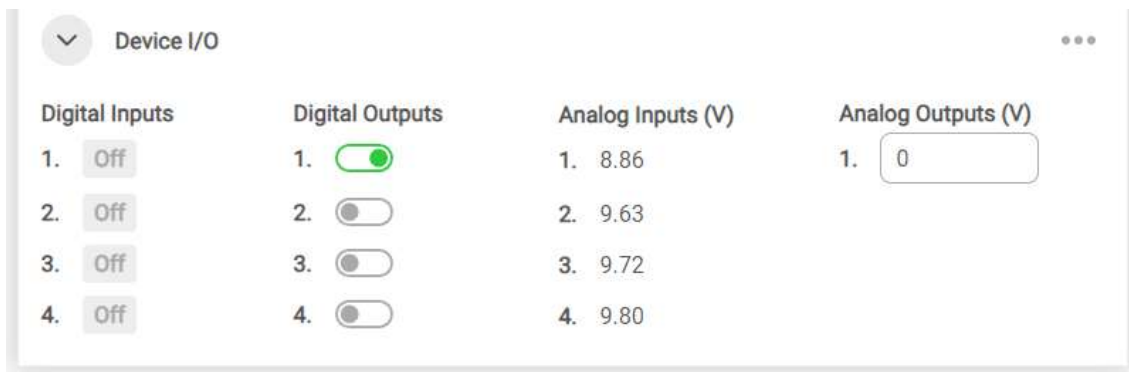 Device I/O
Digital Inputs Digital Outputs Analog Inputs (V) Analog Outputs (V)
1. Off 1. 1. 8.86 1. 0
2. Off 2. 2. 9.63
3. Off 3. 3. 9.72
4. Off 4. 4. 9.80